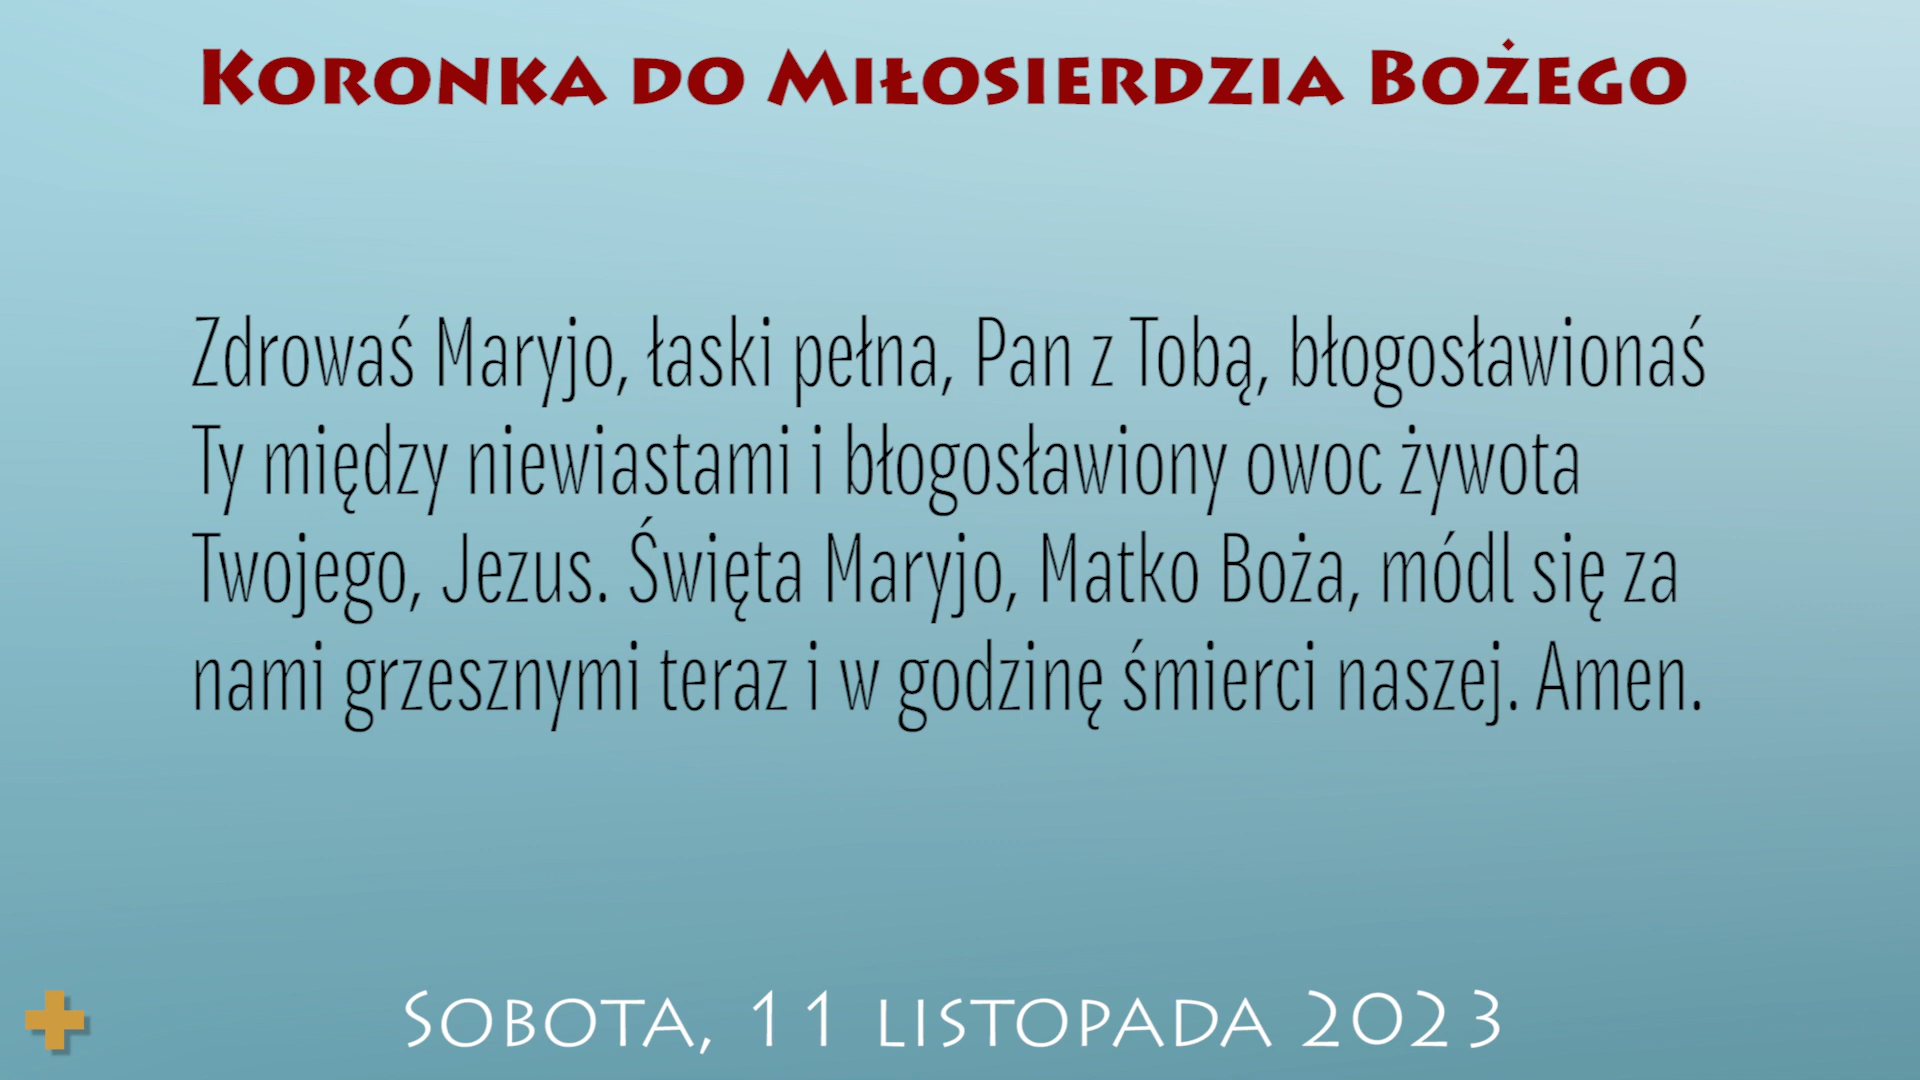 Koronka do Miłosierdzia Bożego
Zdrowaś Maryjo, łaski pełna, Pan z Tobą, błogosławionaś
Ty między niewiastami i błogosławiony owoc żywota
Twojego, Jezus. Święta Maryjo, Matko Boża, módl się za
nami grzesznymi teraz i w godzinę śmierci naszej. Amen.
Sobota, 11 listopada 2023